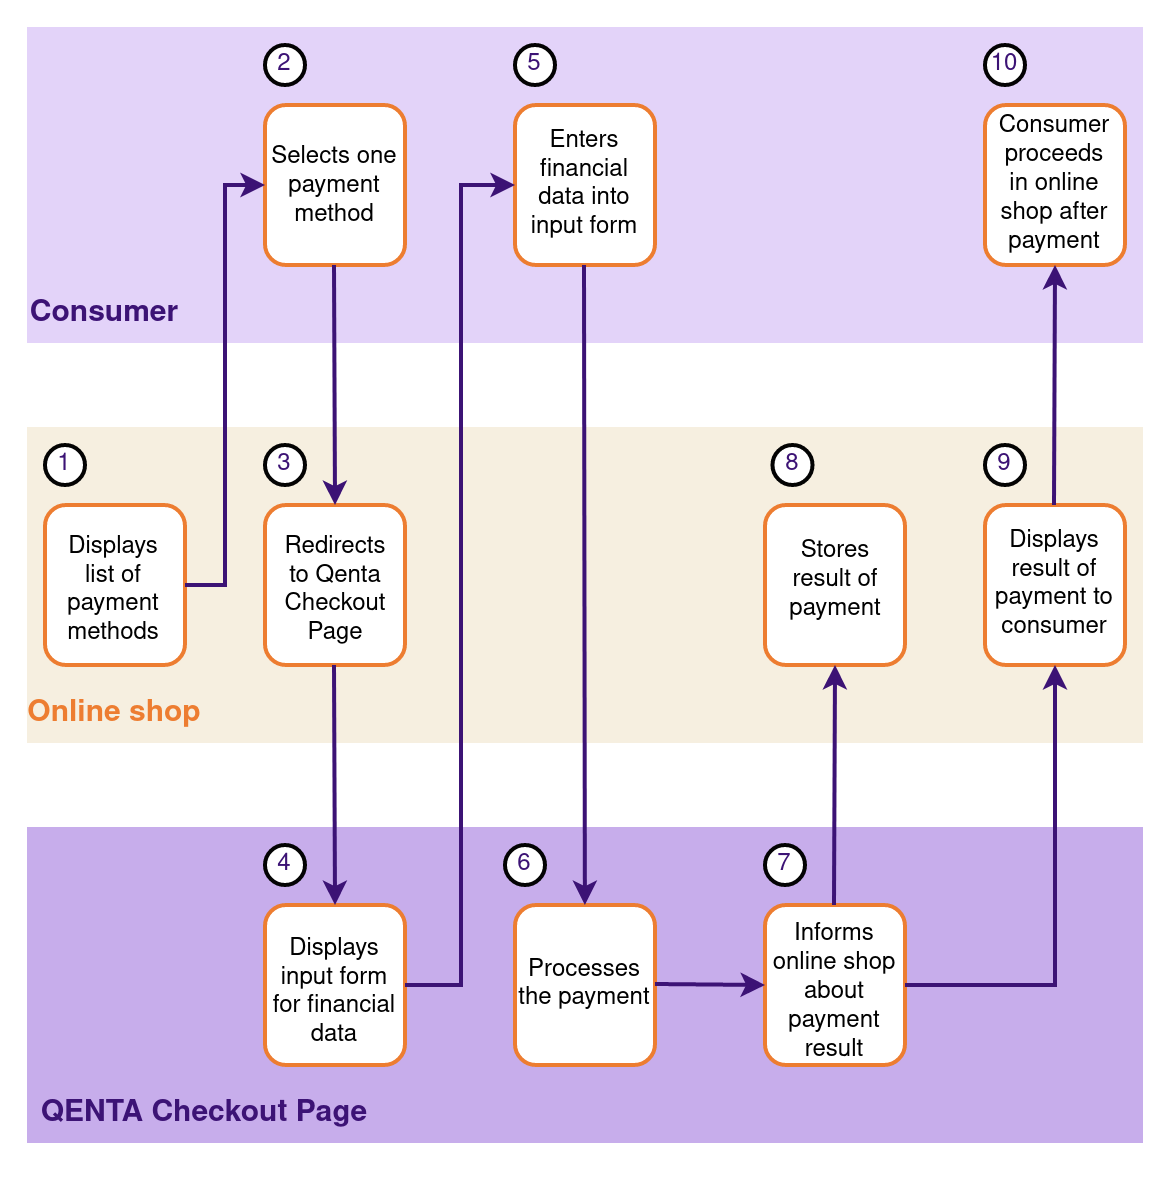 2
5
10
Selects one
payment
method
Enters
financial
data into
input form
Consumer
proceeds
in online
shop after
payment
Consumer
1
3
8
9
Displays
list of
payment
methods
Redirects
to Qenta
Checkout
Page
Stores
result of
payment
Displays
result of
payment to
consumer
Online shop
4
6
7
Displays
input form
for financial
data
Processes
the payment
Informs
online shop
about
payment
result
QENTA Checkout Page